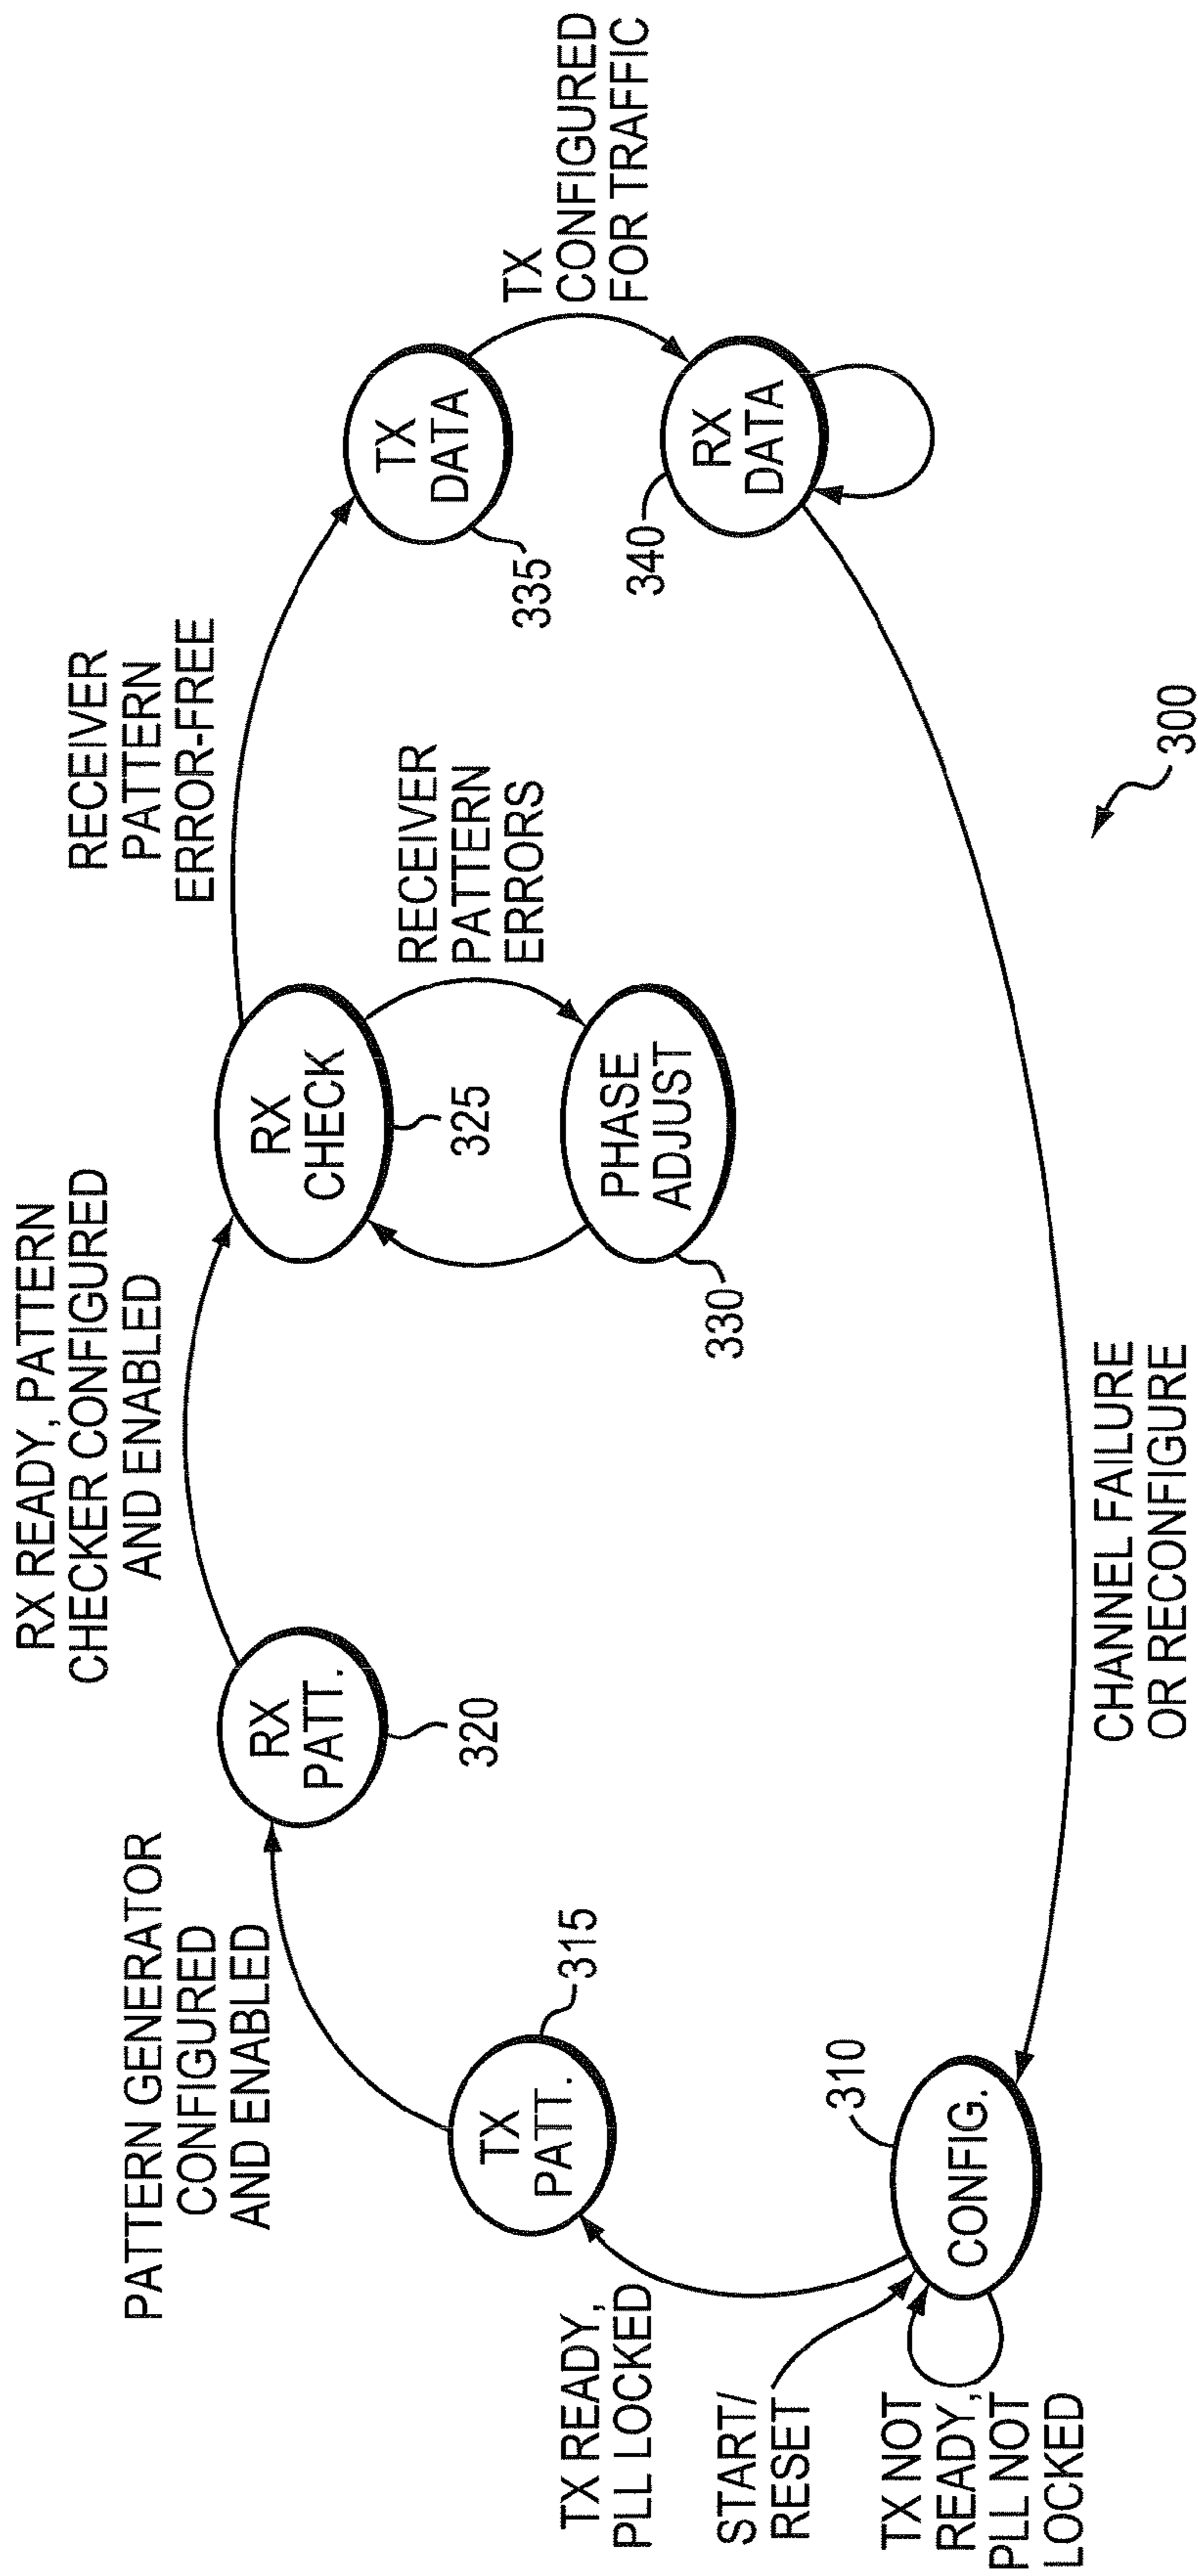 RX READY, PATTERN
CHECKER CONFIGURED
AND ENABLED
RECEIVER
PATTERN
ERROR-FREE
PATTERN GENERATOR
CONFIGURED
AND ENABLED
RX
PATT.
320
RX
CHECK
325
RECEIVER
PATTERN
ERRORS
PHASE
ADJUST
330
TX
DATA
335
TX
CONFIGURED
FOR TRAFFIC
RX
DATA
340
TX
PATT.
315
TX READY,
PLL LOCKED
START/
RESET
TX NOT
READY,
PLL NOT
LOCKED
CONFIG.
310
CHANNEL FAILURE
OR RECONFIGURE
300